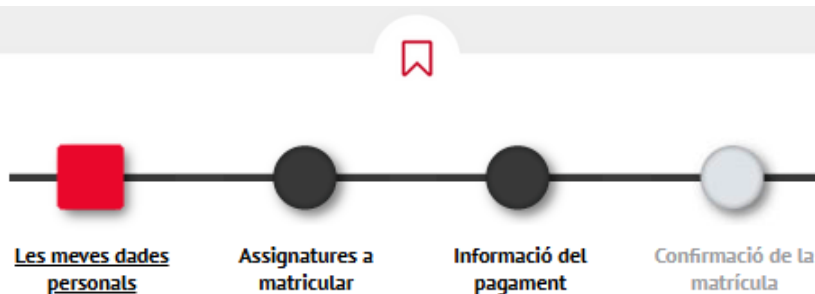 Les meves dades
personals
Assignatures a
matricular
Informació del
pagament
Confirmació de la
matrícula